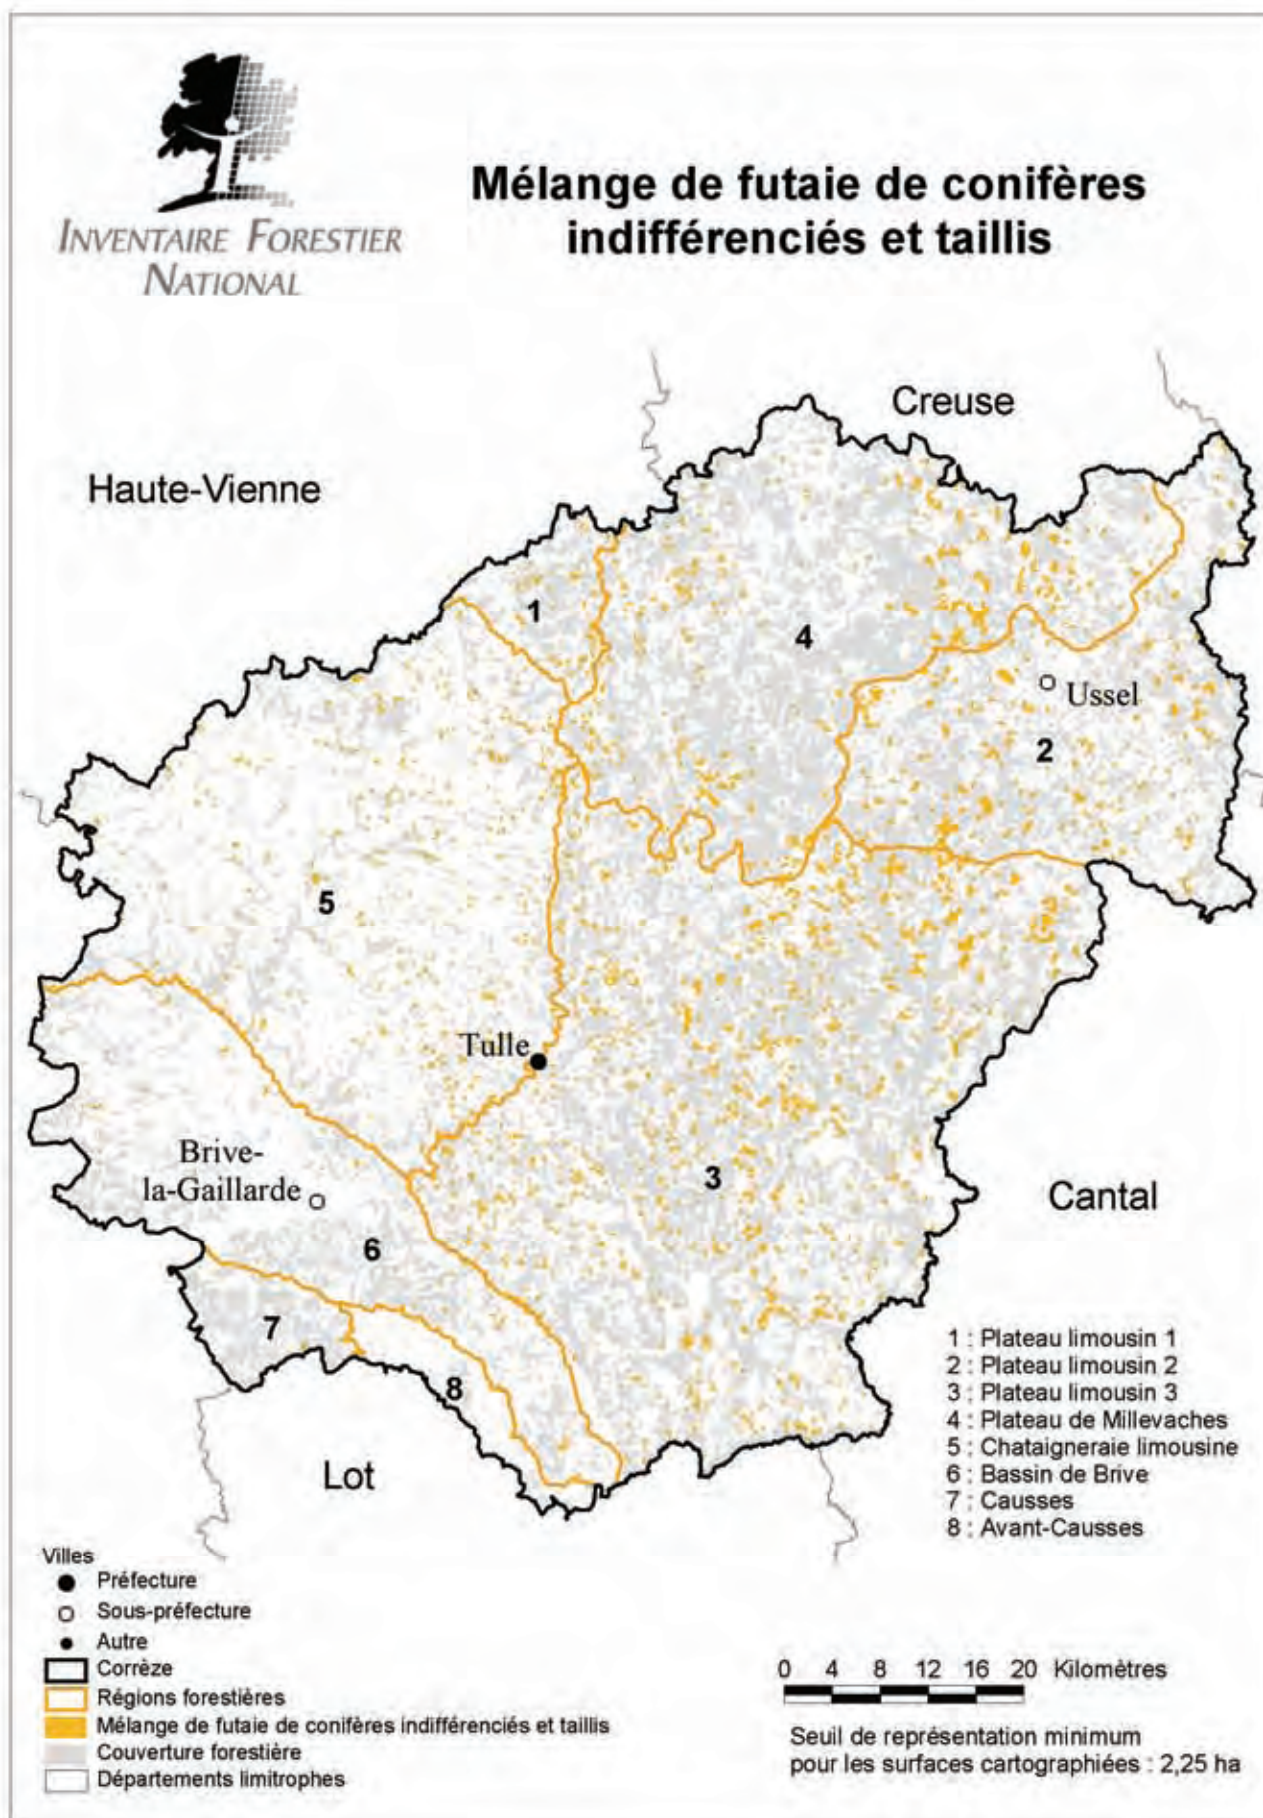 INVENTAIRE FORESTIER
NATIONAL
Mélange de futaie de conifères
indifférenciés et taillis
Creuse
Haute-Vienne
1
4
Ussel
2
5
Tulle
Brive-
la-Gaillarde
3
Cantal
6
7
8
Lot
1 : Plateau limousin 1
2 : Plateau limousin 2
3 : Plateau limousin 3
4 : Plateau de Millevaches
5 : Chataigneraie limousine
6 : Bassin de Brive
7 : Causses
8 : Avant-Causses
Villes
Préfecture
Sous-préfecture
Autre
Corrèze
Régions forestières
Mélange de futaie de conifères indifférenciés et taillis
Couverture forestière
Départements limitrophes
0 4 8 12 16 20 Kilomètres
Seuil de représentation minimum
pour les surfaces cartographiées : 2,25 ha